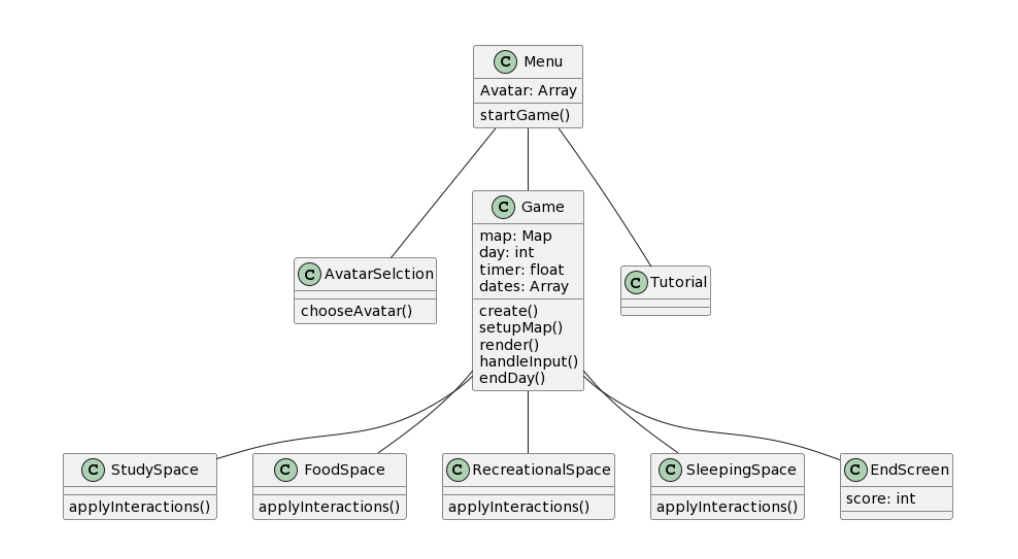 C Menu
Avatar: Array
startGame()
C Game
map: Map
day: int
timer: float
dates: Array
create()
setupMap()
render()
handleInput()
endDay()
C AvatarSelction
chooseAvatar()
C Tutorial
C StudySpace
applyInteractions()
C FoodSpace
applyInteractions()
C RecreationalSpace
applyInteractions()
C SleepingSpace
applyInteractions()
C EndScreen
score: int